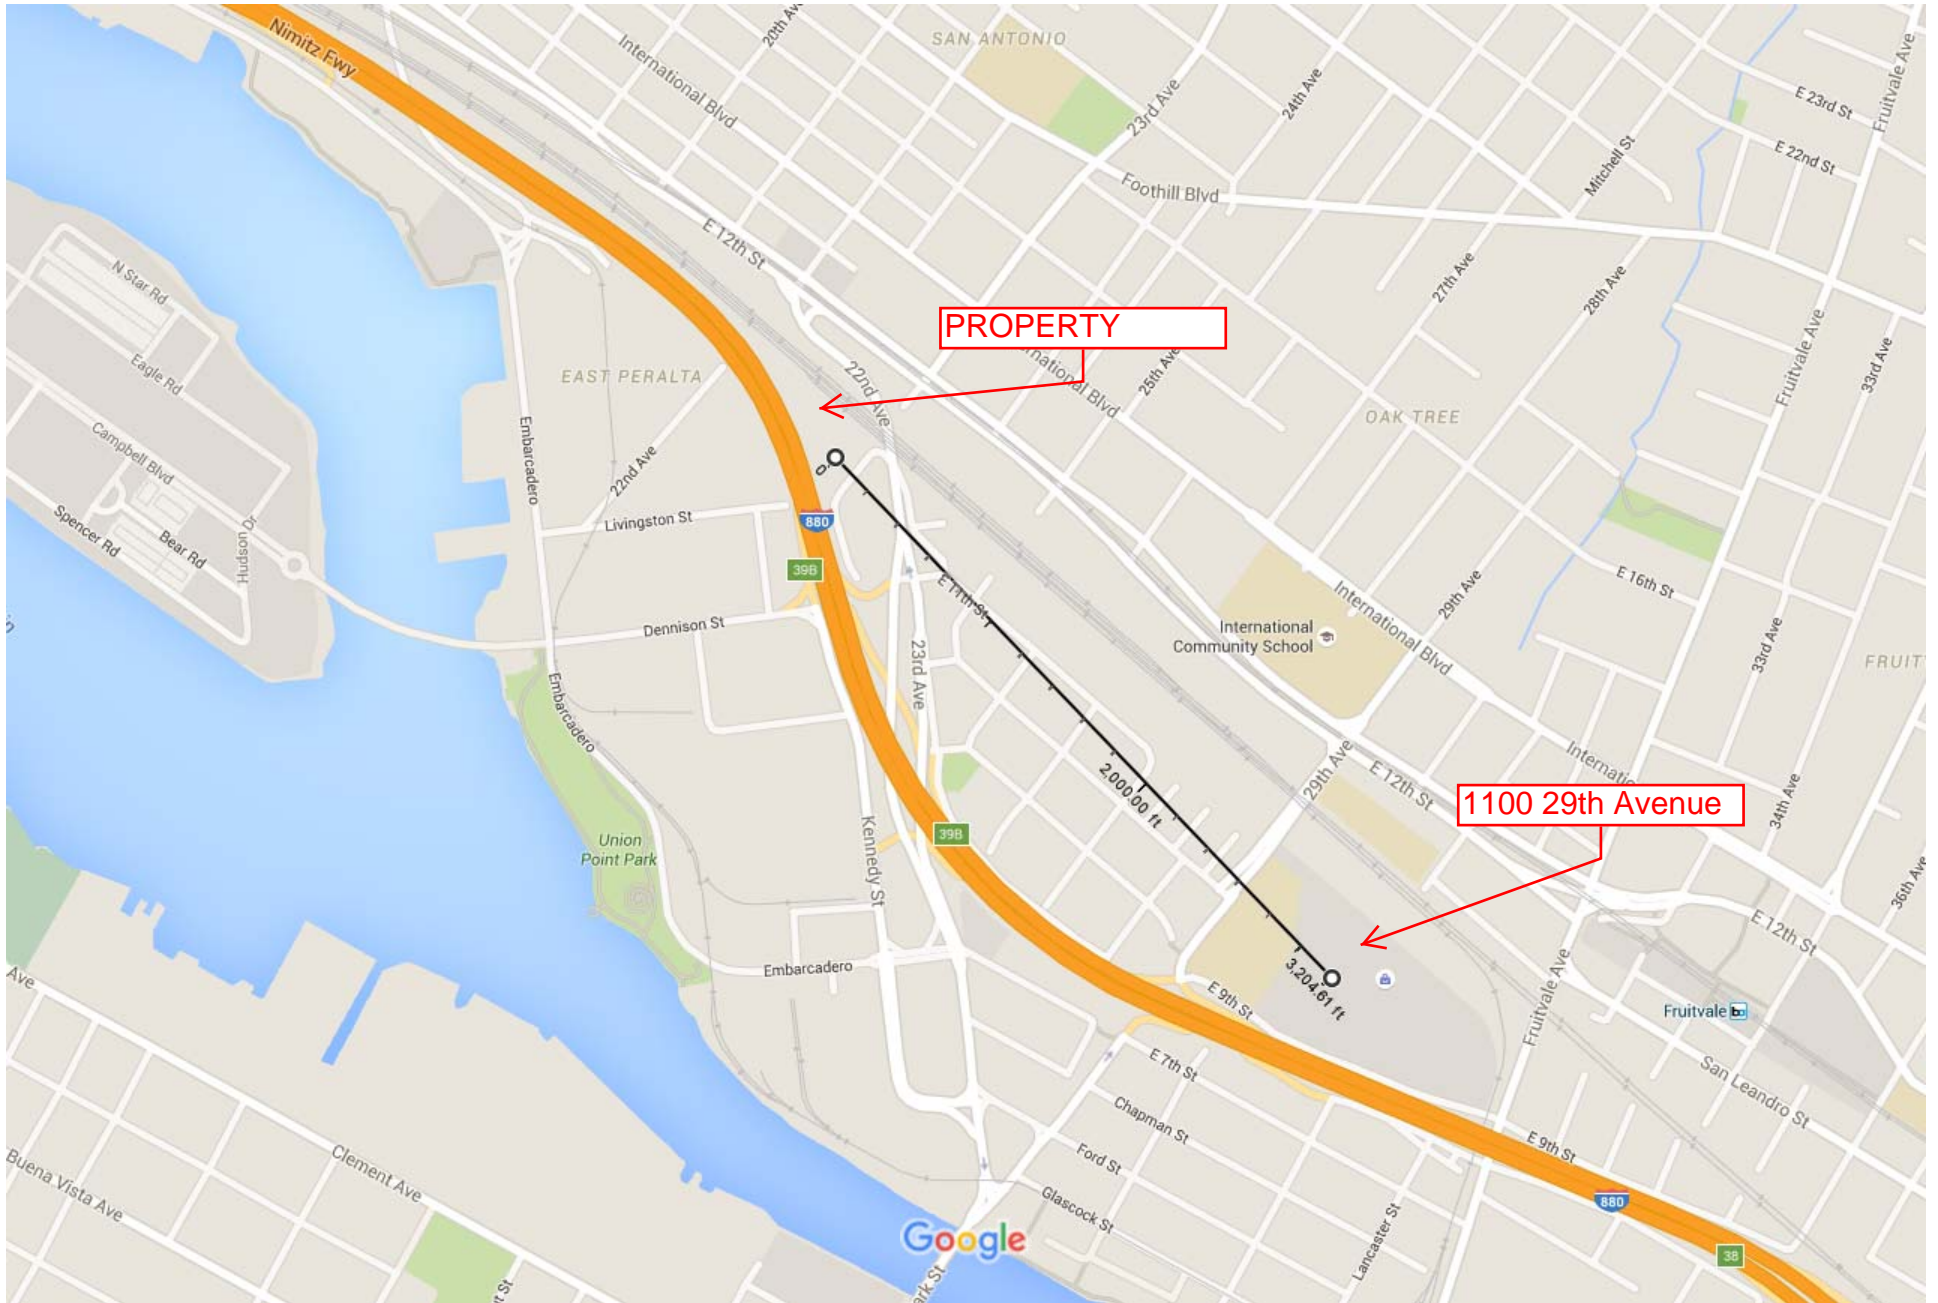 Nimitz Fwy
20th Av
International Blvd
SAN ANTONIO
23rd Ave
24th Ave
E 23rd St
Fruitvale Ave
E 22nd St
Mitchell St
Foothill Blvd
E 12th St
N Star Rd
Eagle Rd
Campbell Blvd
Spencer Rd
Bear Rd
Hudson Dr
EAST PERALTA
PROPERTY
22nd Ave
rnational Blvd
25th Ave
27th Ave
28th Ave
OAK TREE
Fruitvale Ave
33rd Ave
Embarcadero
22nd Ave
Livingston St
0
880
39B
Dennison St
E 11th St
23rd Ave
International
Community School
International Blvd
29th Ave
E 16th St
33rd Ave
FRUIT
Embarcadero
Union
Point Park
2,000.00 ft
29th Ave
E 12th St
Internatio
34th Ave
1100 29th Avenue
39B
Kennedy St
36th Ave
E 12th St
Embarcadero
3,204.61 ft
E 9th St
Fruitvale Ave
Fruitvale
San Leandro St
E 7th St
Chapman St
Ford St
Glascock St
Lancaster St
E 9th St
880
38
Ave
Clement Ave
Buena Vista Ave
Google
ark St
t St